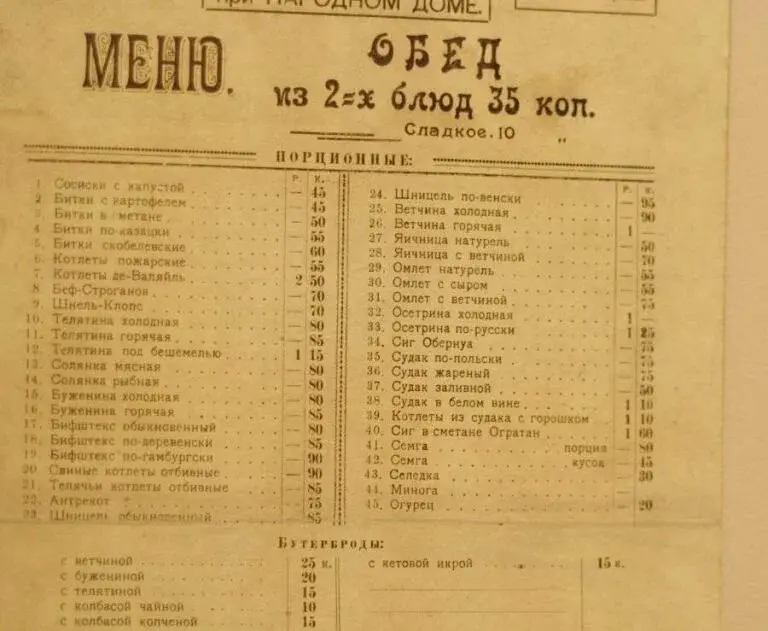 при НАРОДНОМ ДОМЕ.
МЕНЮ.
ОБЕД
из 2=х блюд 35 коп.
Сладкое. 10 „
ПОРЦИОННЫЕ:
Р. К.
1 Сосиски с капустой — 45
2 Битки с картофелем — 45
3 Битки в метане — 50
4 Битки по-казацки — 55
5 Битки скобелевские — 60
6 Котлеты пожарские — 55
7. Котлеты де-Валяйль 2 50
8 Беф-Строганов — 70
9. Шнель-Клопс — 70
10. Телятина холодная — 80
11. Телятина горячая — 85
12. Телятина под бешемелью 1 15
13. Солянка мясная — 80
14. Солянка рыбная — 80
15. Буженина холодная — 80
16. Буженина горячая — 85
17. Бифштекс обыкновенный — 80
18. Бифштекс по-деревенски — 85
19. Бифштекс по-гамбургски — 90
20 Свиные котлеты отбивные — 90
21. Телячьи котлеты отбивные — 85
22. Антрекот — 75
23. Шницель обыкновенный — 85
Р. К.
24. Шницель по-венски — 95
25. Ветчина холодная — 90
26. Ветчина горячая 1 —
27. Яичница натурель — 50
28. Яичница с ветчиной — 70
29. Омлет натурель — 55
30. Омлет с сыром — 55
31. Омлет с ветчиной — 75
32. Осетрина холодная 1 —
33. Осетрина по-русски 1 25
34. Сиг Обернуа — 75
35. Судак по-польски — 75
36. Судак жареный — 75
37. Судак заливной — 50
38. Судак в белом вине 1 10
39. Котлеты из судака с горошком 1 10
40. Сиг в сметане Огратан 1 60
41. Семга порция — 80
42. Семга кусок — 15
43. Селедка — 30
44. Минога —
45. Огурец — 20
БУТЕРБРОДЫ:
с ветчиной 25 к.
с бужениной 20
с телятиной 15
с колбасой чайной 10
с колбасой копченой 15
с кетовой икрой 15 к.